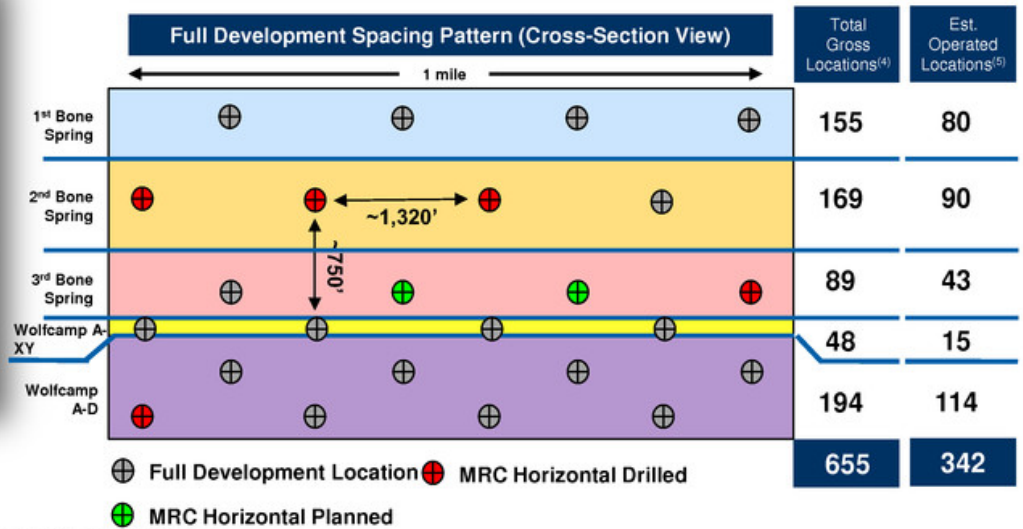 Full Development Spacing Pattern (Cross-Section View)
Total
Gross
Locations(4)
Est.
Operated
Locations(5)
1 mile
1st Bone
Spring
155
80
2nd Bone
Spring
~1,320'
169
90
~750'
3rd Bone
Spring
89
43
Wolfcamp A-
XY
48
15
Wolfcamp
A-D
194
114
655
342
Full Development Location
MRC Horizontal Drilled
MRC Horizontal Planned